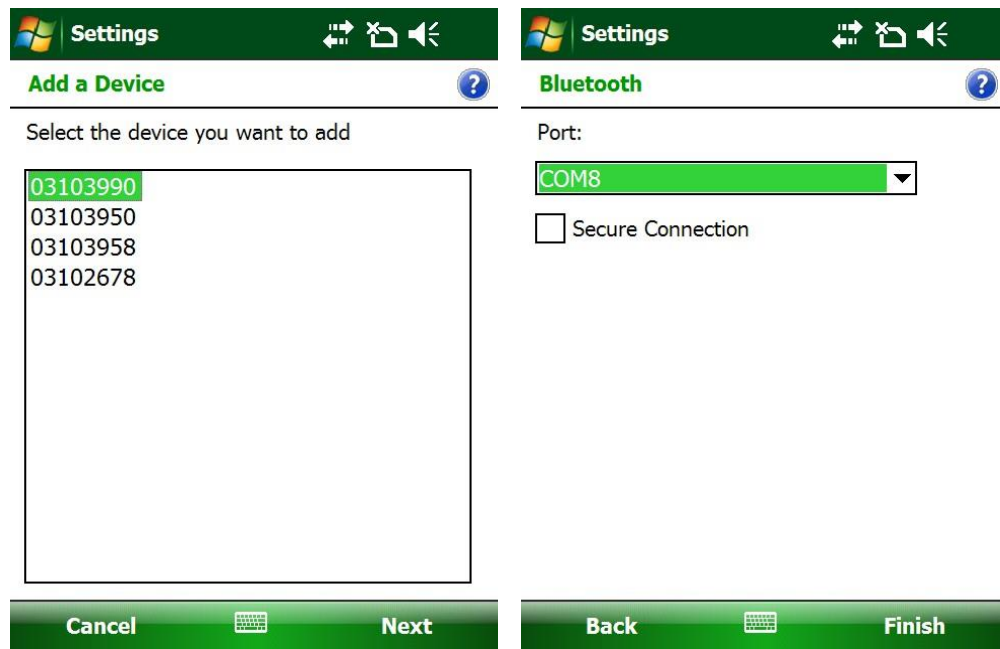 Settings
Add a Device
Select the device you want to add
03103990
03103950
03103958
03102678
Cancel
Next
Settings
Bluetooth
Port:
COM8
Secure Connection
Back
Finish